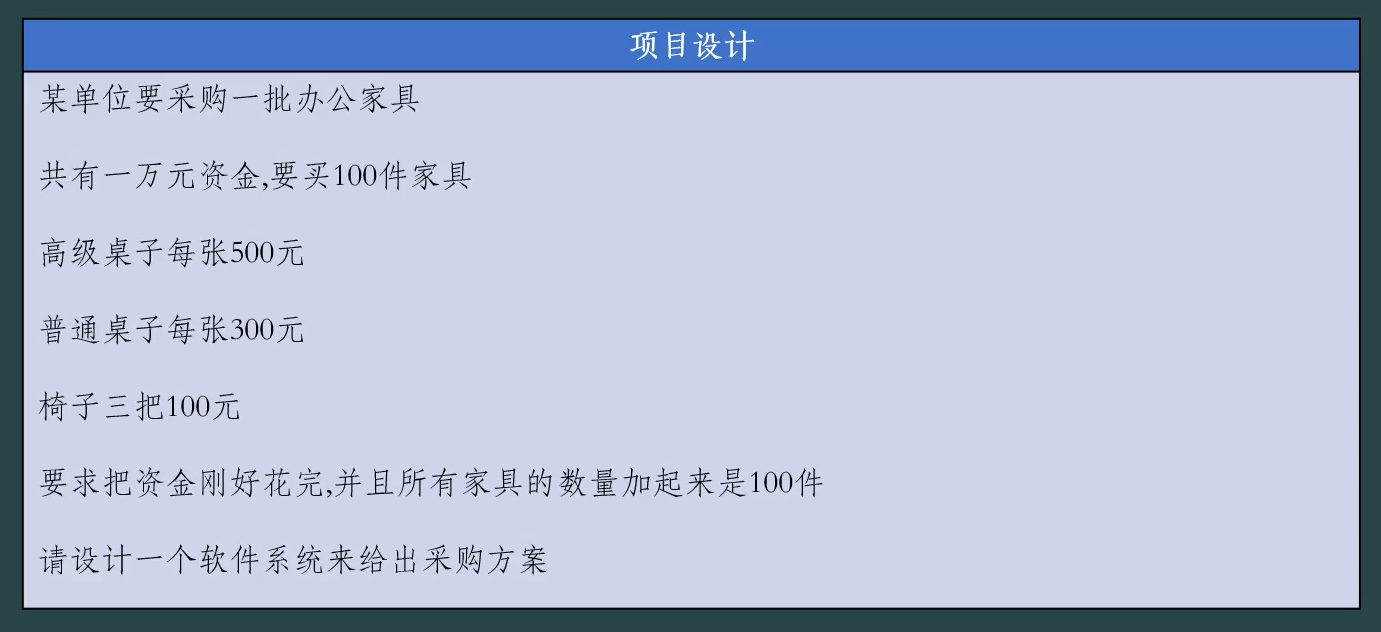 项目设计
某单位要采购一批办公家具
共有一万元资金,要买100件家具
高级桌子每张500元
普通桌子每张300元
椅子三把100元
要求把资金刚好花完,并且所有家具的数量加起来是100件
请设计一个软件系统来给出采购方案